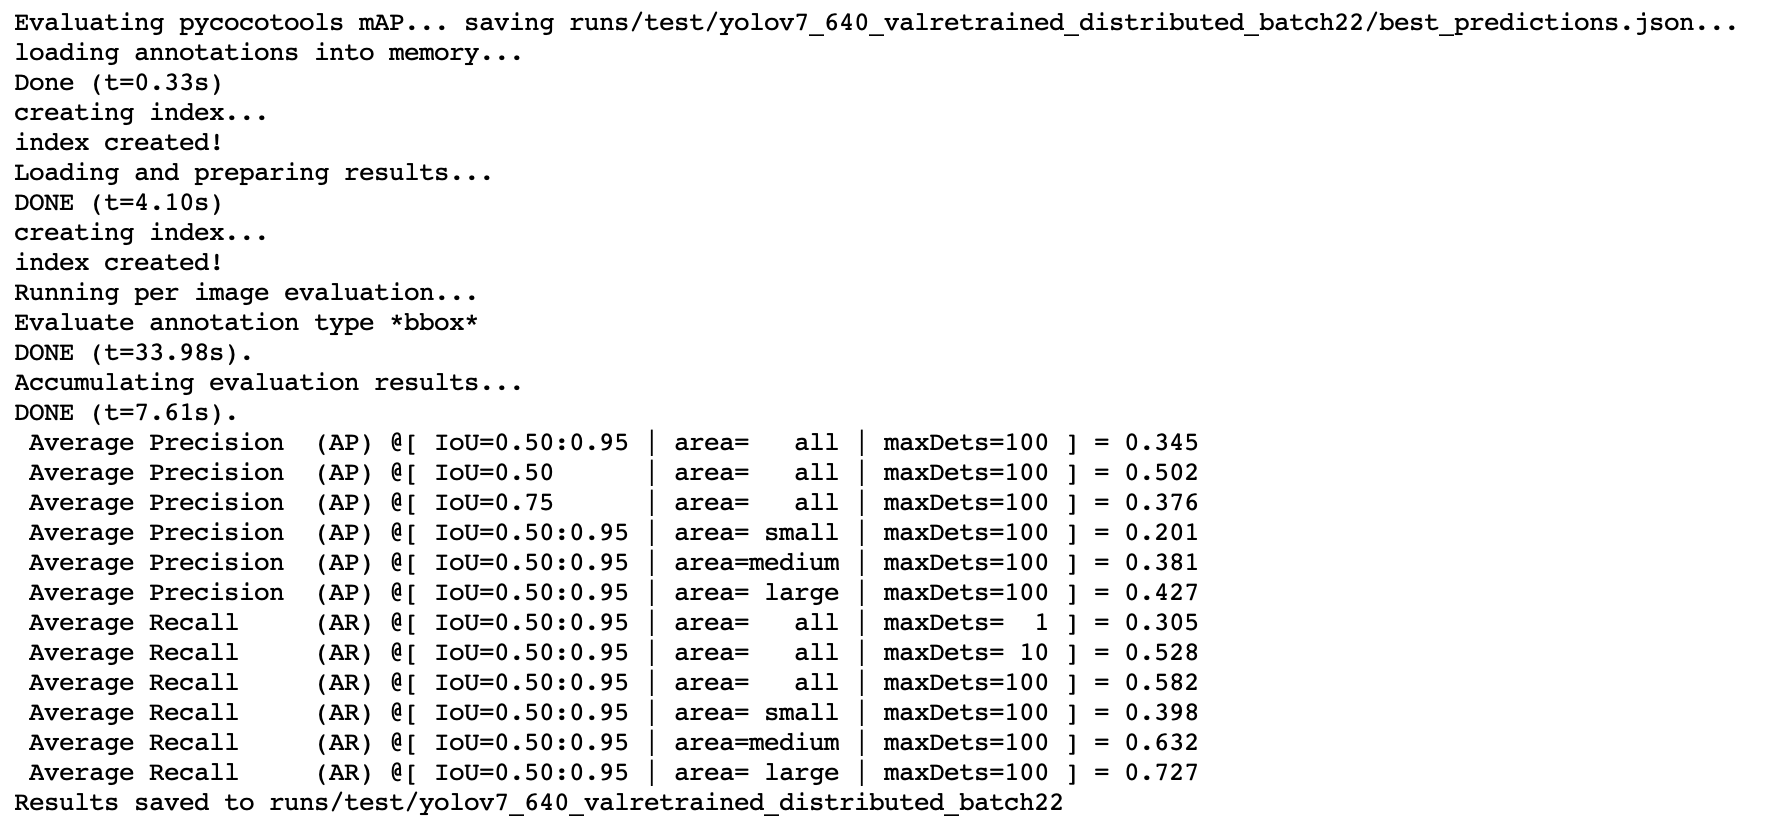 Evaluating pycocotools mAP... saving runs/test/yolov7_640_valretrained_distributed_batch22/best_predictions.json...
loading annotations into memory...
Done (t=0.33s)
creating index...
index created!
Loading and preparing results...
DONE (t=4.10s)
creating index...
index created!
Running per image evaluation...
Evaluate annotation type *bbox*
DONE (t=33.98s).
Accumulating evaluation results...
DONE (t=7.61s).
 Average Precision  (AP) @[ IoU=0.50:0.95 | area=   all | maxDets=100 ] = 0.345
 Average Precision  (AP) @[ IoU=0.50      | area=   all | maxDets=100 ] = 0.502
 Average Precision  (AP) @[ IoU=0.75      | area=   all | maxDets=100 ] = 0.376
 Average Precision  (AP) @[ IoU=0.50:0.95 | area= small | maxDets=100 ] = 0.201
 Average Precision  (AP) @[ IoU=0.50:0.95 | area=medium | maxDets=100 ] = 0.381
 Average Precision  (AP) @[ IoU=0.50:0.95 | area= large | maxDets=100 ] = 0.427
 Average Recall     (AR) @[ IoU=0.50:0.95 | area=   all | maxDets=  1 ] = 0.305
 Average Recall     (AR) @[ IoU=0.50:0.95 | area=   all | maxDets= 10 ] = 0.528
 Average Recall     (AR) @[ IoU=0.50:0.95 | area=   all | maxDets=100 ] = 0.582
 Average Recall     (AR) @[ IoU=0.50:0.95 | area= small | maxDets=100 ] = 0.398
 Average Recall     (AR) @[ IoU=0.50:0.95 | area=medium | maxDets=100 ] = 0.632
 Average Recall     (AR) @[ IoU=0.50:0.95 | area= large | maxDets=100 ] = 0.727
Results saved to runs/test/yolov7_640_valretrained_distributed_batch22